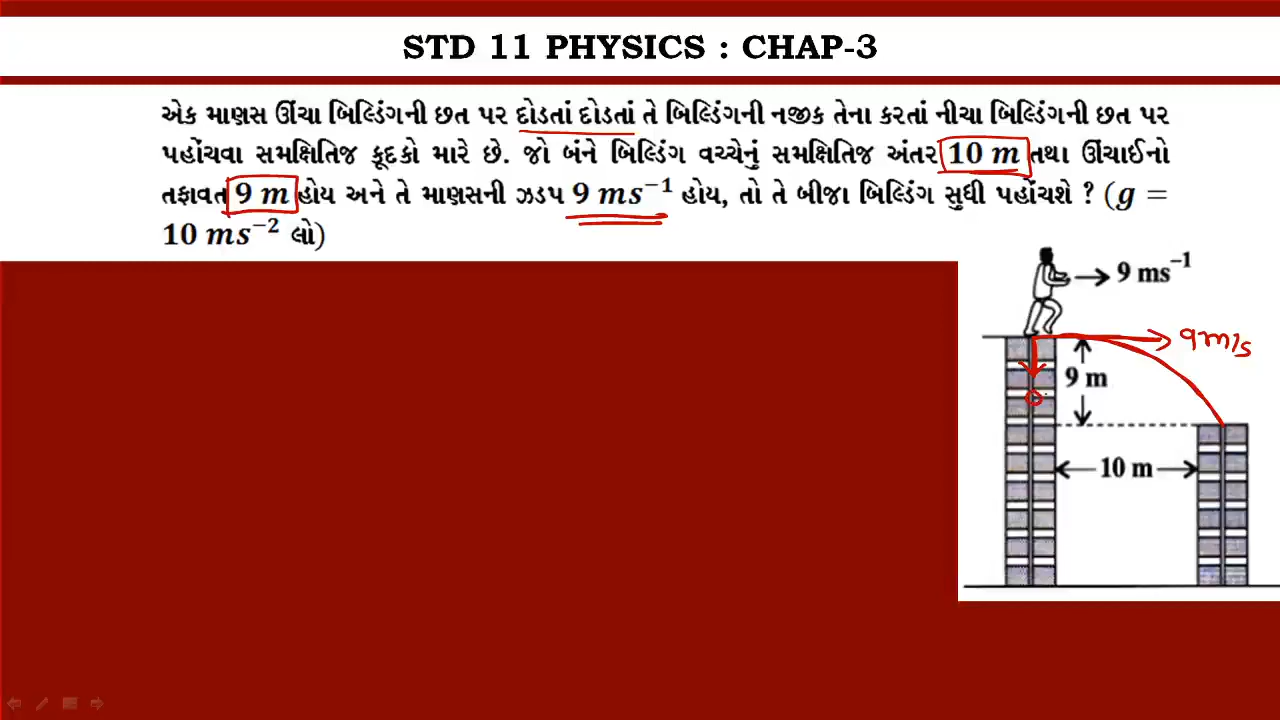 STD 11 PHYSICS : CHAP-3
એક માણસ ઊંચા બિલ્ડિંગની છત પર દોડતાં દોડતાં તે બિલ્ડિંગની નજીક તેના કરતાં નીચા બિલ્ડિંગની છત પર
પહોંચવા સમક્ષિતિજ કૂદકો મારે છે. જો બંને બિલ્ડિંગ વચ્ચેનું સમક્ષિતિજ અંતર 10 m તથા ઊંચાઈનો
તફાવત 9 m હોય અને તે માણસની ઝડપ 9 ms⁻¹ હોય, તો તે બીજા બિલ્ડિંગ સુધી પહોંચશે ? (g =
10 ms⁻² લો)
9 ms⁻¹
9m/s
9 m
0
10 m